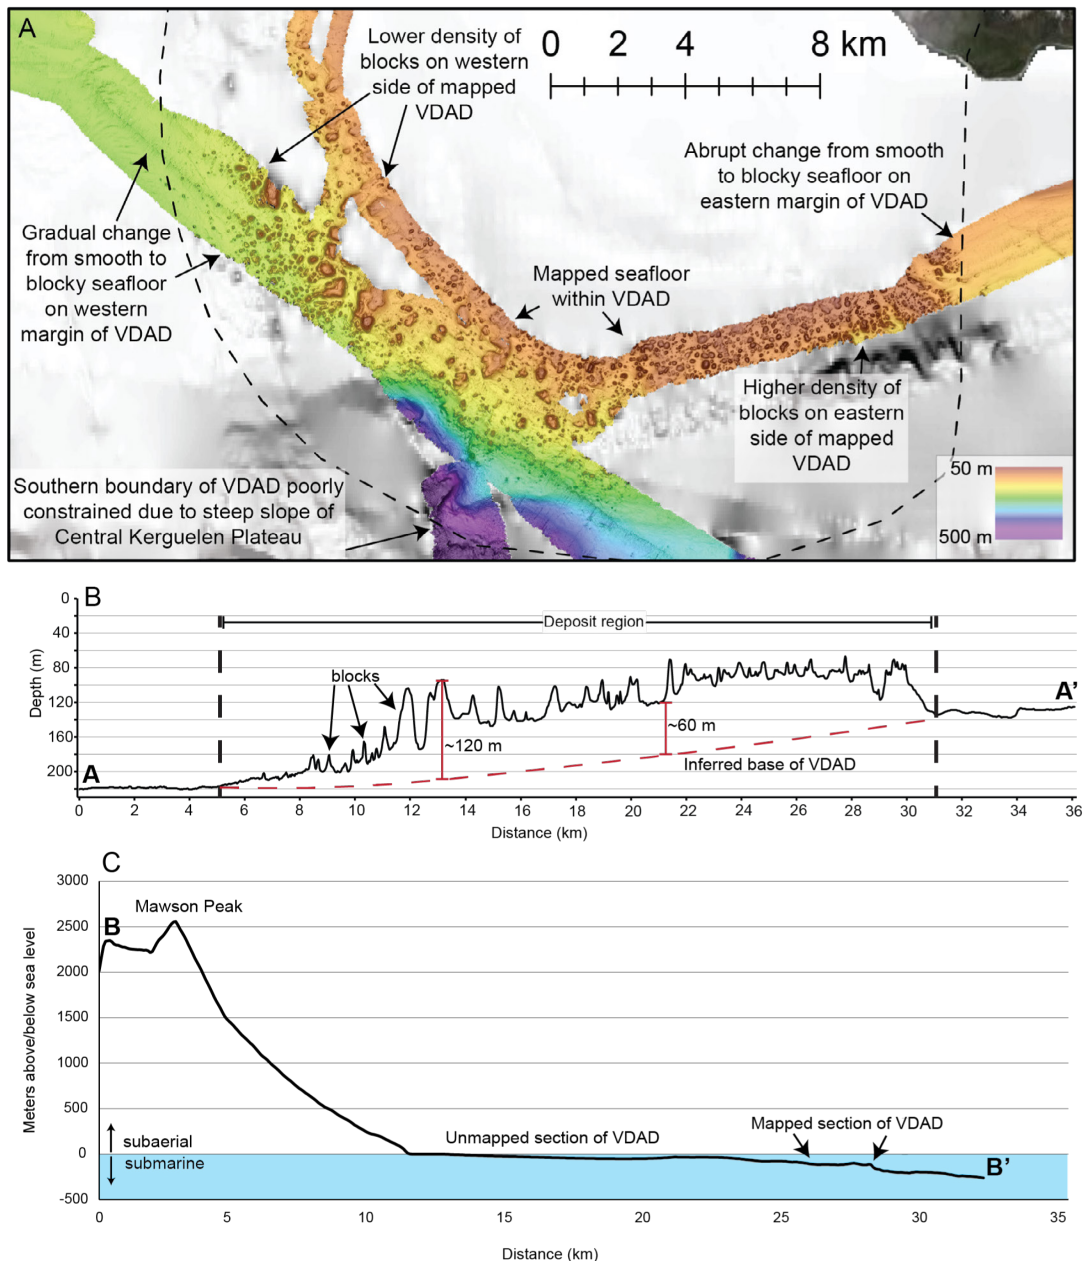 A
Lower density of
blocks on western
side of mapped
VDAD
0 2 4 8 km
Abrupt change from smooth
to blocky seafloor on
eastern margin of VDAD
Gradual change
from smooth to
blocky seafloor
on western
margin of VDAD
Mapped seafloor
within VDAD
Higher density of
blocks on eastern
side of mapped
VDAD
Southern boundary of VDAD poorly
constrained due to steep slope of
Central Kerguelen Plateau
50 m
500 m
B
0
40
80
120
160
200
Depth (m)
Deposit region
blocks
~120 m
~60 m
Inferred base of VDAD
A
A'
0 2 4 6 8 10 12 14 16 18 20 22 24 26 28 30 32 34 36
Distance (km)
C
3000
2500
2000
1500
1000
500
0
-500
Meters above/below sea level
Mawson Peak
B
subaerial
submarine
Unmapped section of VDAD
Mapped section of VDAD
B'
0 5 10 15 20 25 30 35
Distance (km)